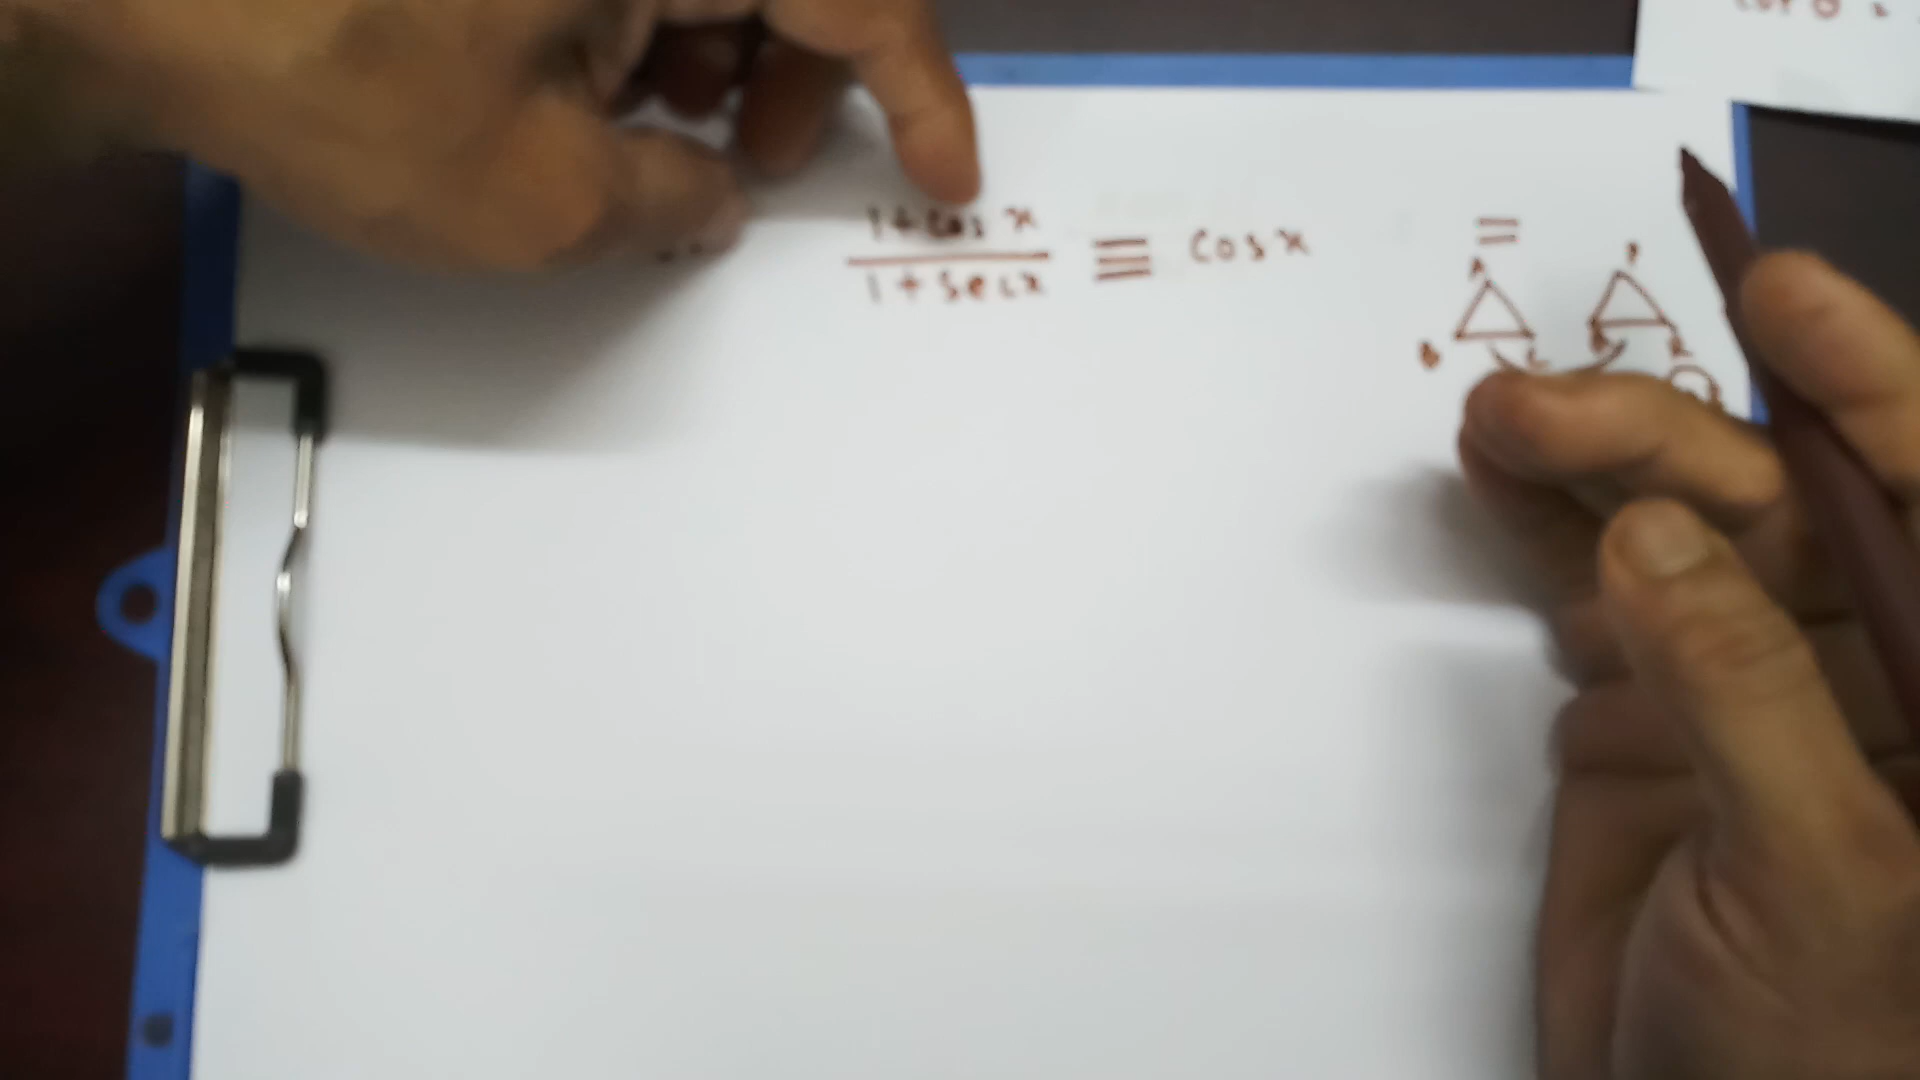 1 + cos x
1 + sec x ≡ cos x
=
A
B C
P
R